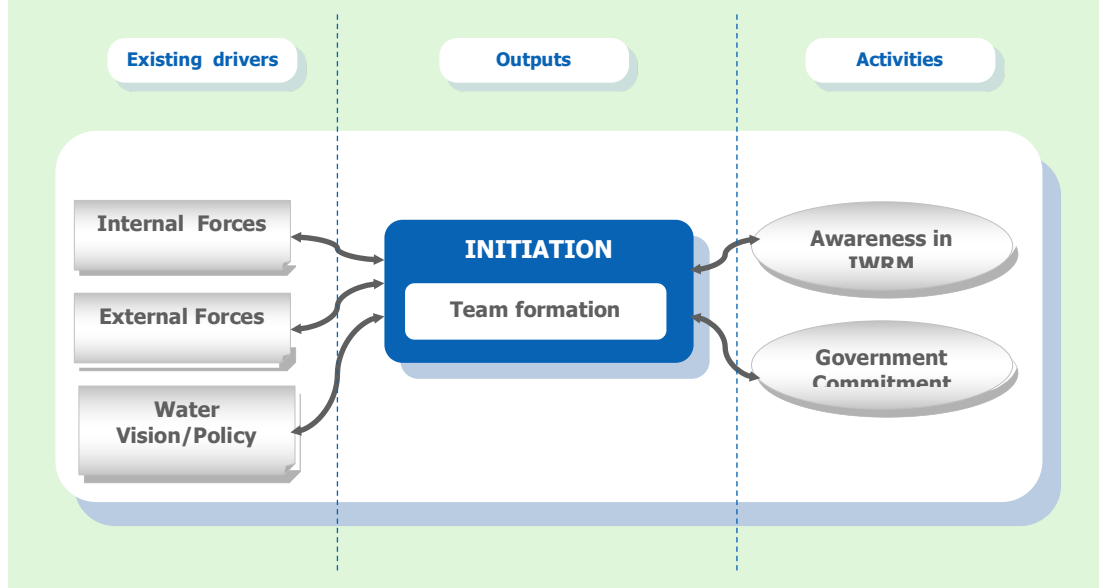 Existing drivers
Outputs
Activities
Internal Forces
External Forces
Water
Vision/Policy
INITIATION
Team formation
Awareness in
IWRM
Government
Commitment